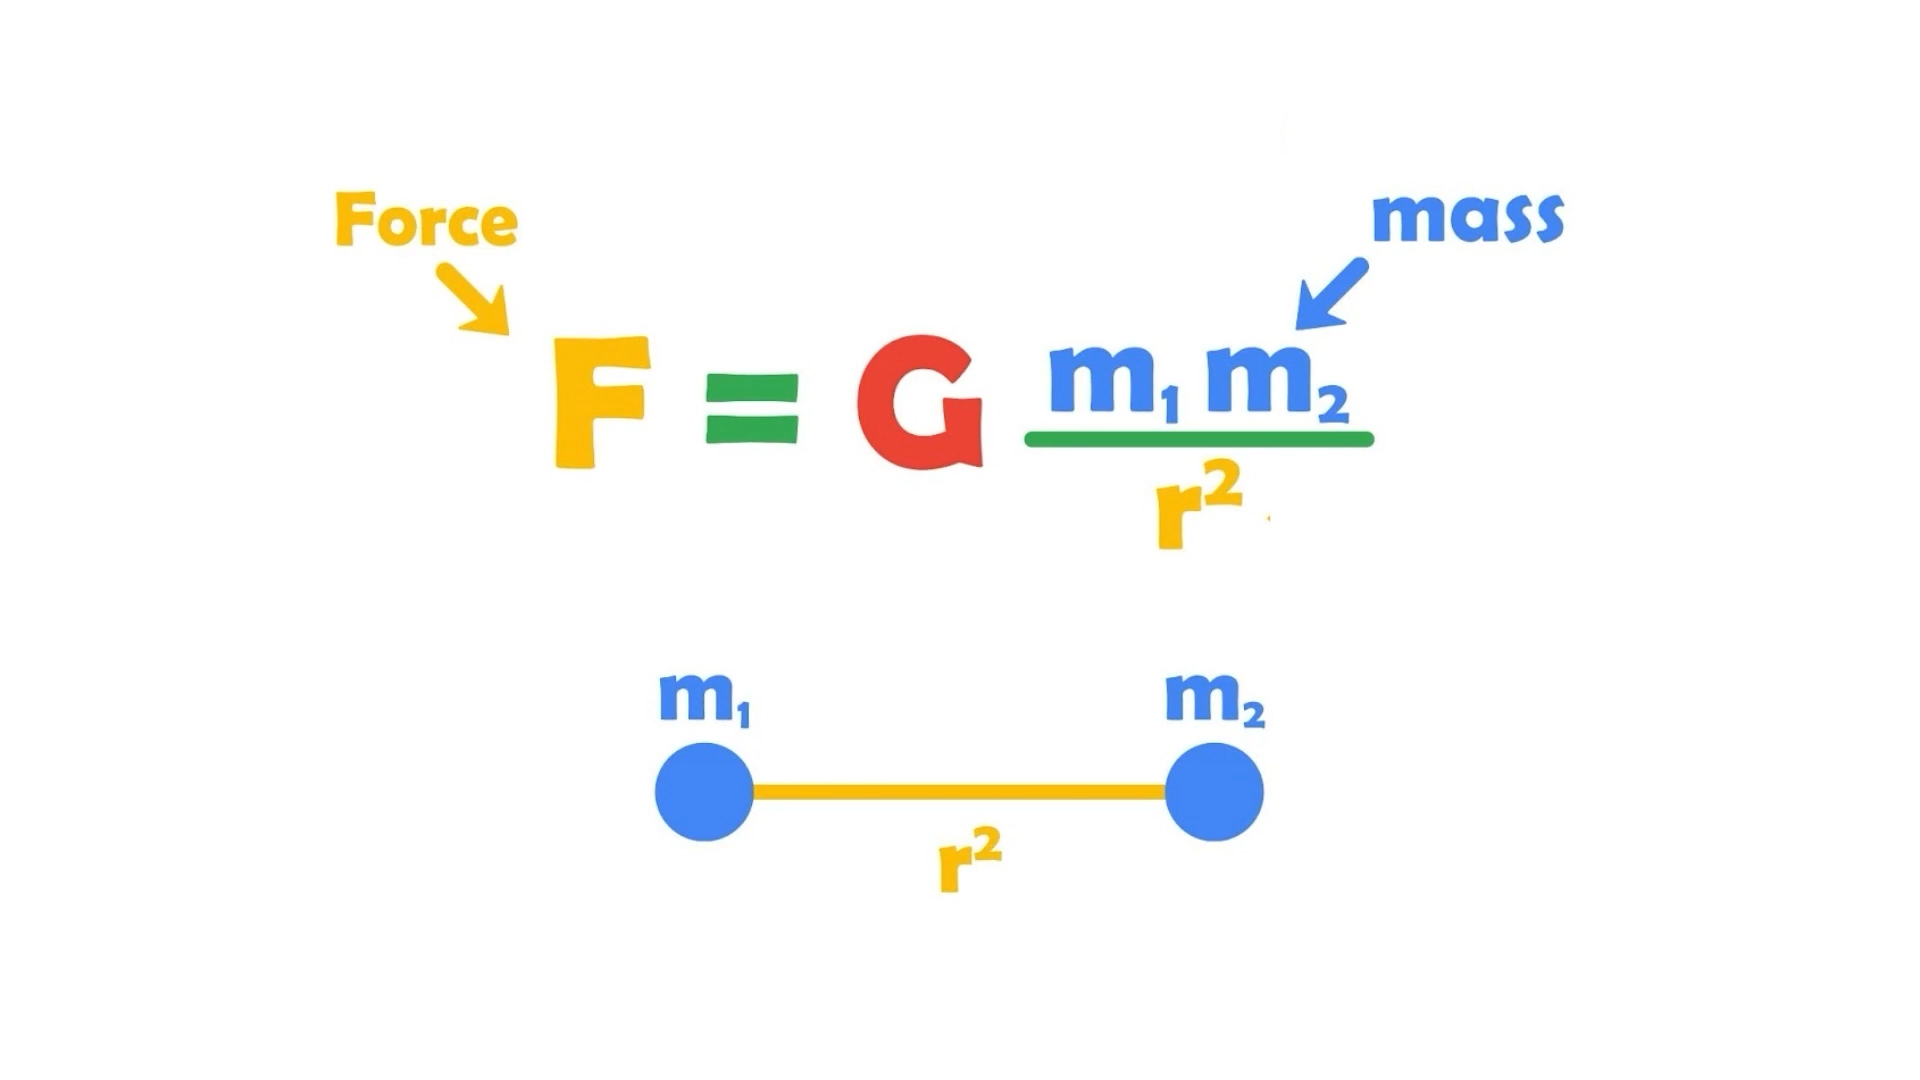 Force mass
F = G m₁ m₂
r²
m₁ m₂
r²